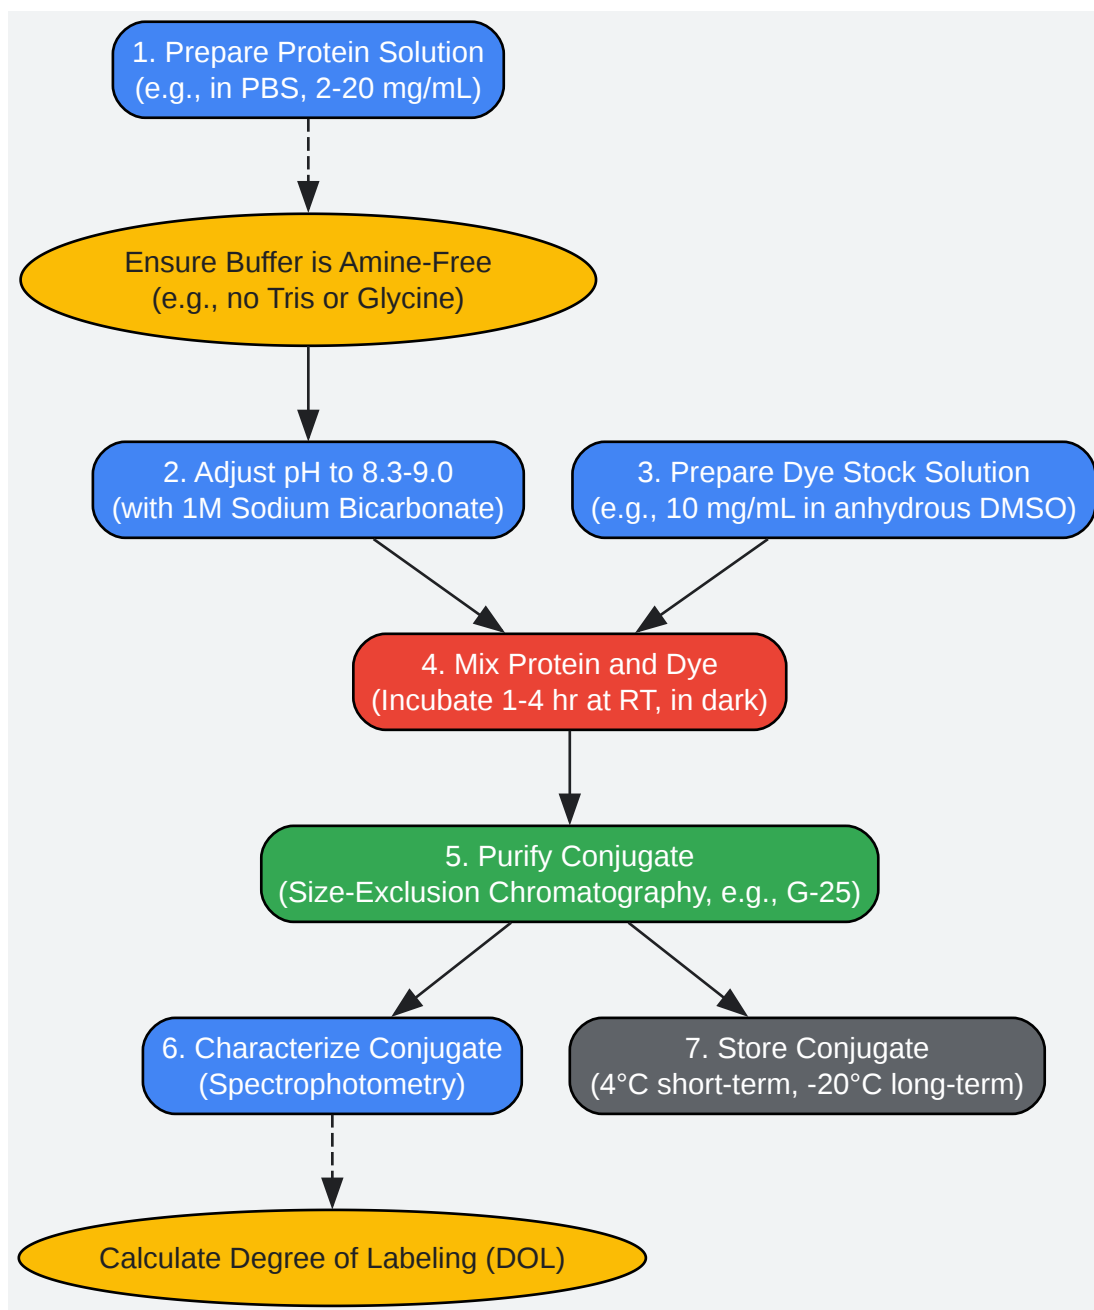 1. Prepare Protein Solution
(e.g., in PBS, 2-20 mg/mL)
Ensure Buffer is Amine-Free
(e.g., no Tris or Glycine)
2. Adjust pH to 8.3-9.0
(with 1M Sodium Bicarbonate)
3. Prepare Dye Stock Solution
(e.g., 10 mg/mL in anhydrous DMSO)
4. Mix Protein and Dye
(Incubate 1-4 hr at RT, in dark)
5. Purify Conjugate
(Size-Exclusion Chromatography, e.g., G-25)
6. Characterize Conjugate
(Spectrophotometry)
7. Store Conjugate
(4°C short-term, -20°C long-term)
Calculate Degree of Labeling (DOL)